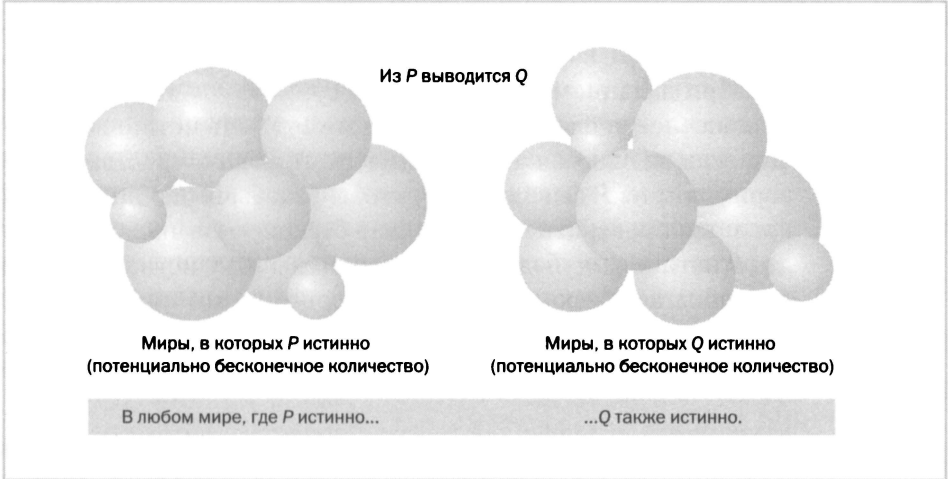 Из P выводится Q
Миры, в которых P истинно
(потенциально бесконечное количество)
Миры, в которых Q истинно
(потенциально бесконечное количество)
В любом мире, где P истинно...
...Q также истинно.